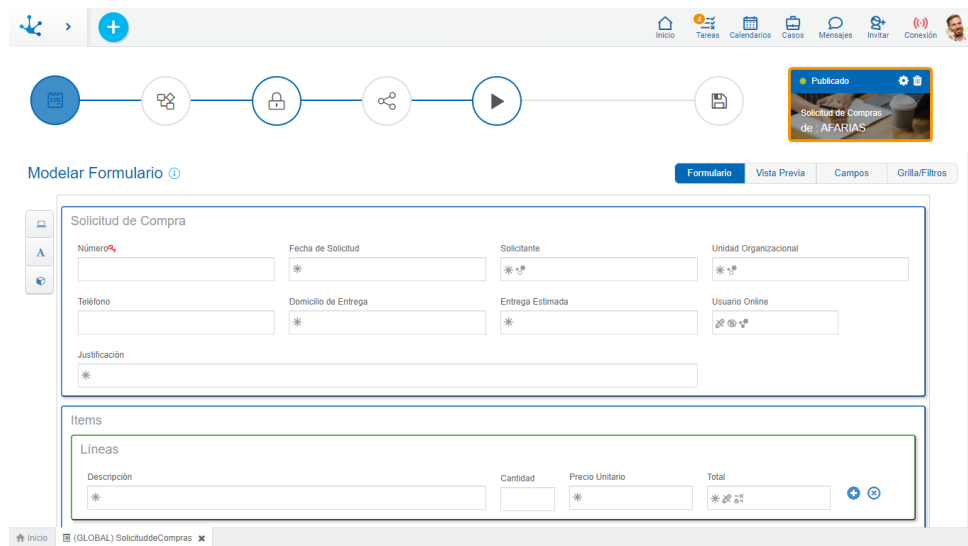 4
Inicio Tareas Calendarios Casos Mensajes Invitar Conexión
Publicado
Solicitud de Compras
de : AFARIAS
Modelar Formulario
Formulario Vista Previa Campos Grilla/Filtros
Solicitud de Compra
Número Fecha de Solicitud Solicitante Unidad Organizacional
Teléfono Domicilio de Entrega Entrega Estimada Usuario Online
A
Justificación
Items
Líneas
Descripción Cantidad Precio Unitario Total
Inicio (GLOBAL) SolicituddeCompras